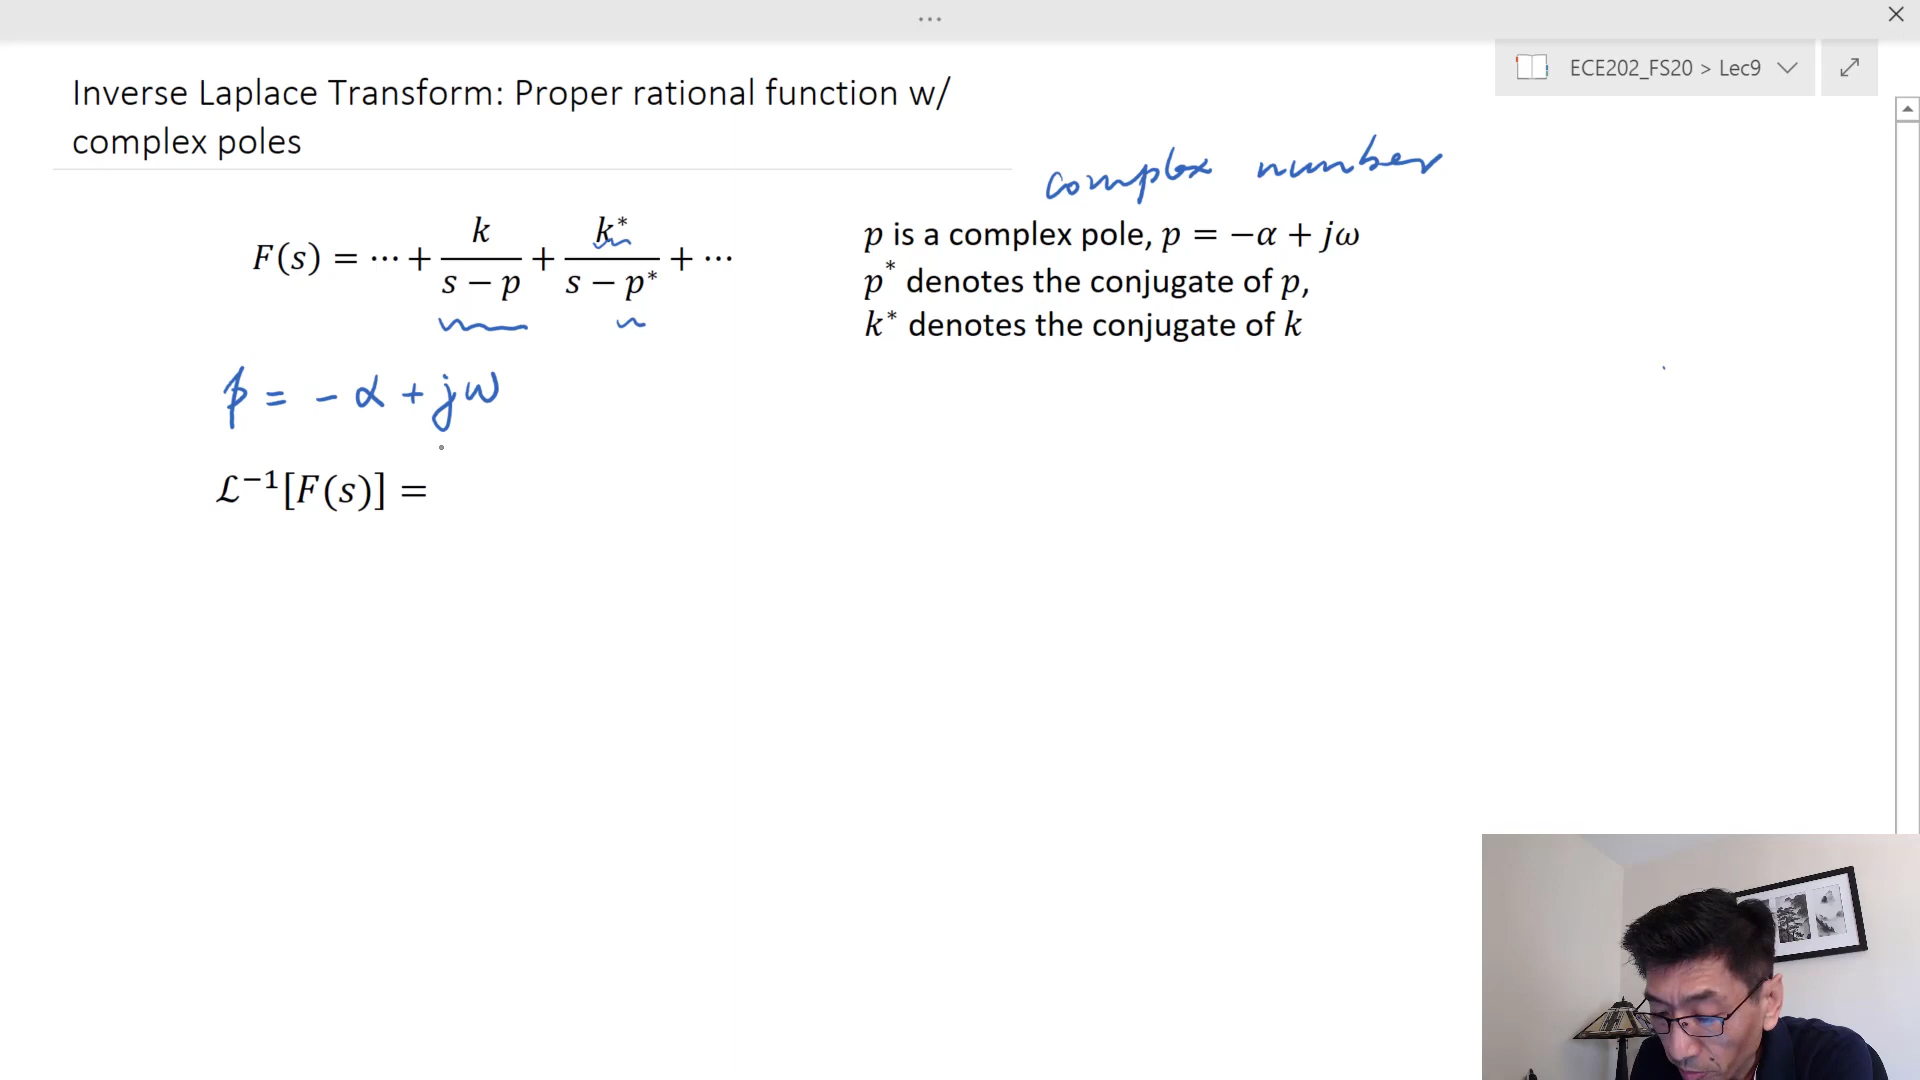 ECE202_FS20 > Lec9
Inverse Laplace Transform: Proper rational function w/
complex poles
complex number
F(s) = ⋯ + k/(s − p) + k*/(s − p*) + ⋯
p is a complex pole, p = −α + jω
p* denotes the conjugate of p,
k* denotes the conjugate of k
p = - α + jω
ℒ⁻¹[F(s)] =